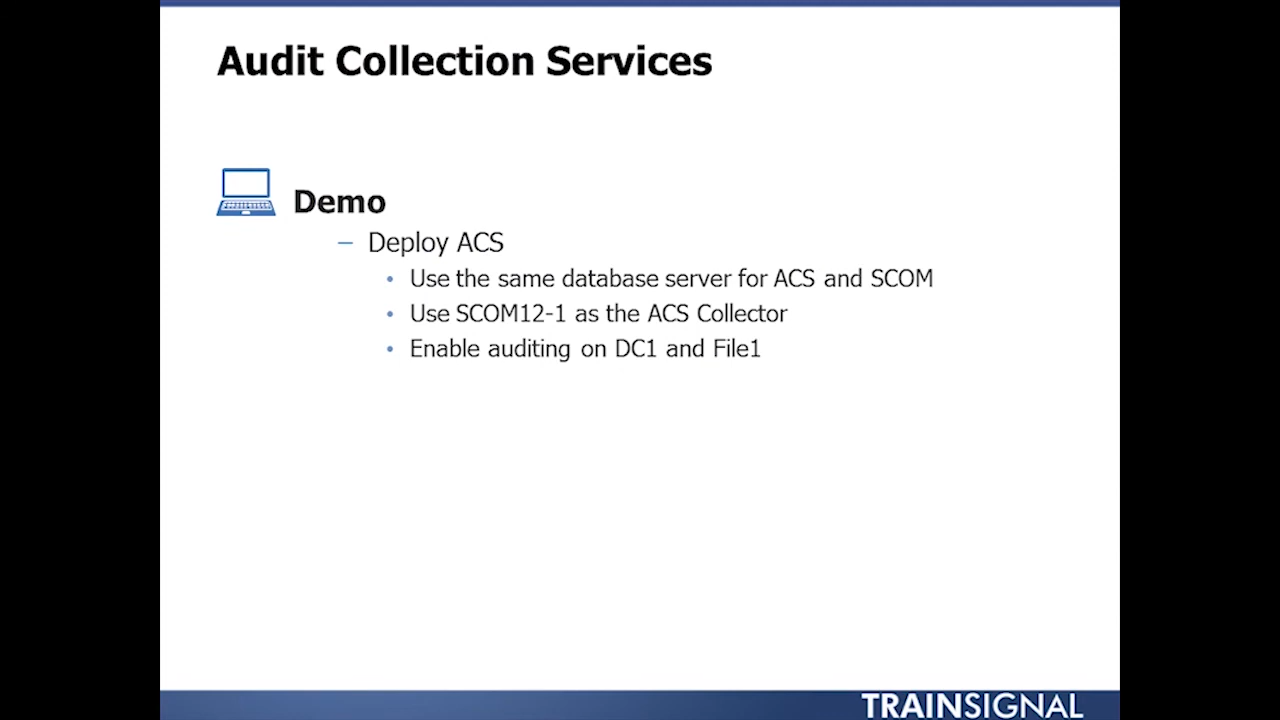 Audit Collection Services
Demo
– Deploy ACS
• Use the same database server for ACS and SCOM
• Use SCOM12-1 as the ACS Collector
• Enable auditing on DC1 and File1
TRAINSIGNAL